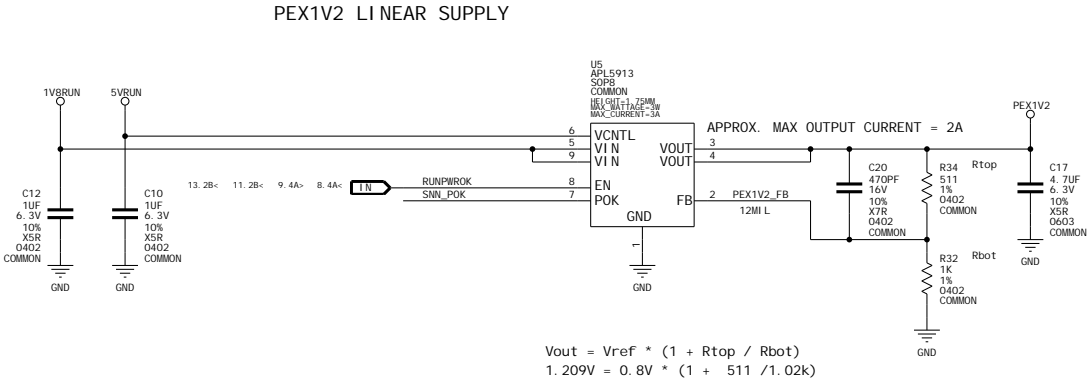 PEX1V2 LINEAR SUPPLY
U5
APL5913
SOP8
COMMON
HEIGHT=1.75MM
MAX_WATTAGE=3W
MAX_CURRENT=3A
1V8RUN
5VRUN
PEX1V2
APPROX. MAX OUTPUT CURRENT = 2A
6
VCNTL
5
VIN
9
VIN
VOUT
3
VOUT
4
13.2B<
11.2B<
9.4A>
8.4A<
IN
RUNPWROK
8
EN
SNN_POK
7
POK
FB
2
PEX1V2_FB
12MIL
GND
1
GND
C12
1UF
6.3V
10%
X5R
0402
COMMON
GND
C10
1UF
6.3V
10%
X5R
0402
COMMON
GND
C20
470PF
16V
10%
X7R
0402
COMMON
R34
Rtop
511
1%
0402
COMMON
C17
4.7UF
6.3V
10%
X5R
0603
COMMON
GND
R32
Rbot
1K
1%
0402
COMMON
GND
Vout = Vref * (1 + Rtop / Rbot)
1.209V = 0.8V * (1 + 511 /1.02k)